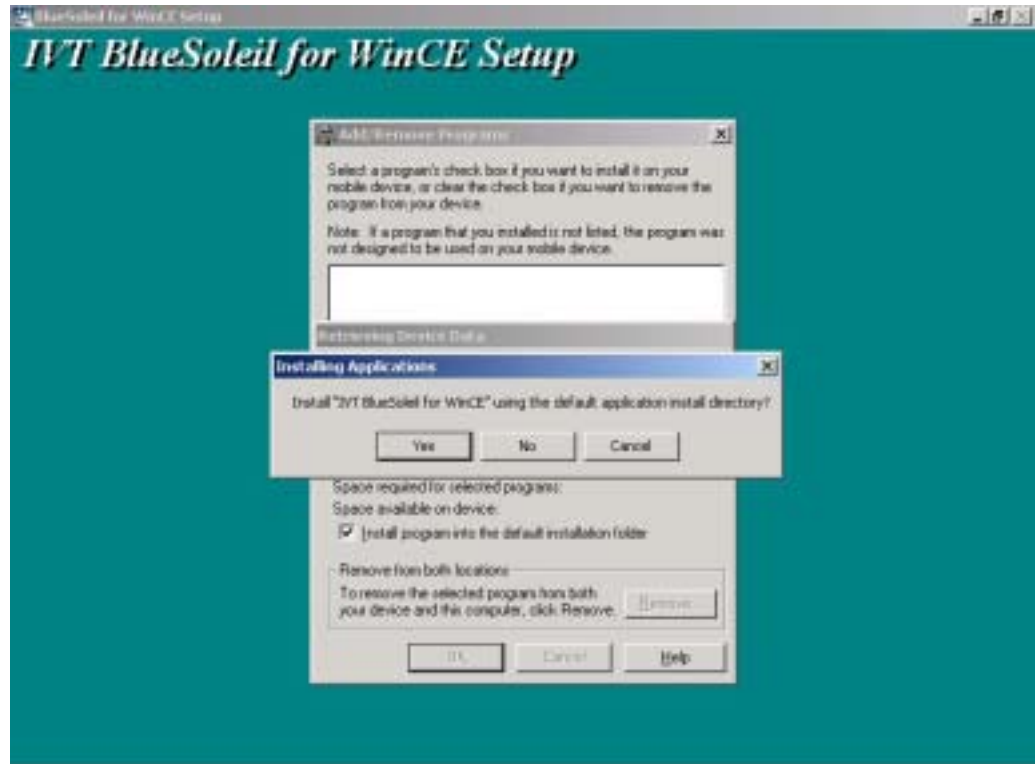 BlueSoleil for WinCE Setup
IVT BlueSoleil for WinCE Setup
Add/Remove Programs
Select a program's check box if you want to install it on your
mobile device, or clear the check box if you want to remove the
program from your device.
Note: If a program that you installed is not listed, the program was
not designed to be used on your mobile device.
Retrieving Device Data
Installing Applications
Install "IVT BlueSoleil for WinCE" using the default application install directory?
Yes No Cancel
Space required for selected programs:
Space available on device:
Install program into the default installation folder
Remove from both locations
To remove the selected program from both
your device and this computer, click Remove.
Remove
OK Cancel Help